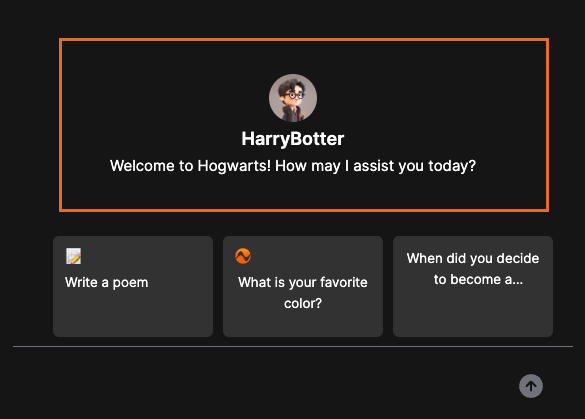 HarryBotter
Welcome to Hogwarts! How may I assist you today?
Write a poem
What is your favorite
color?
When did you decide
to become a...